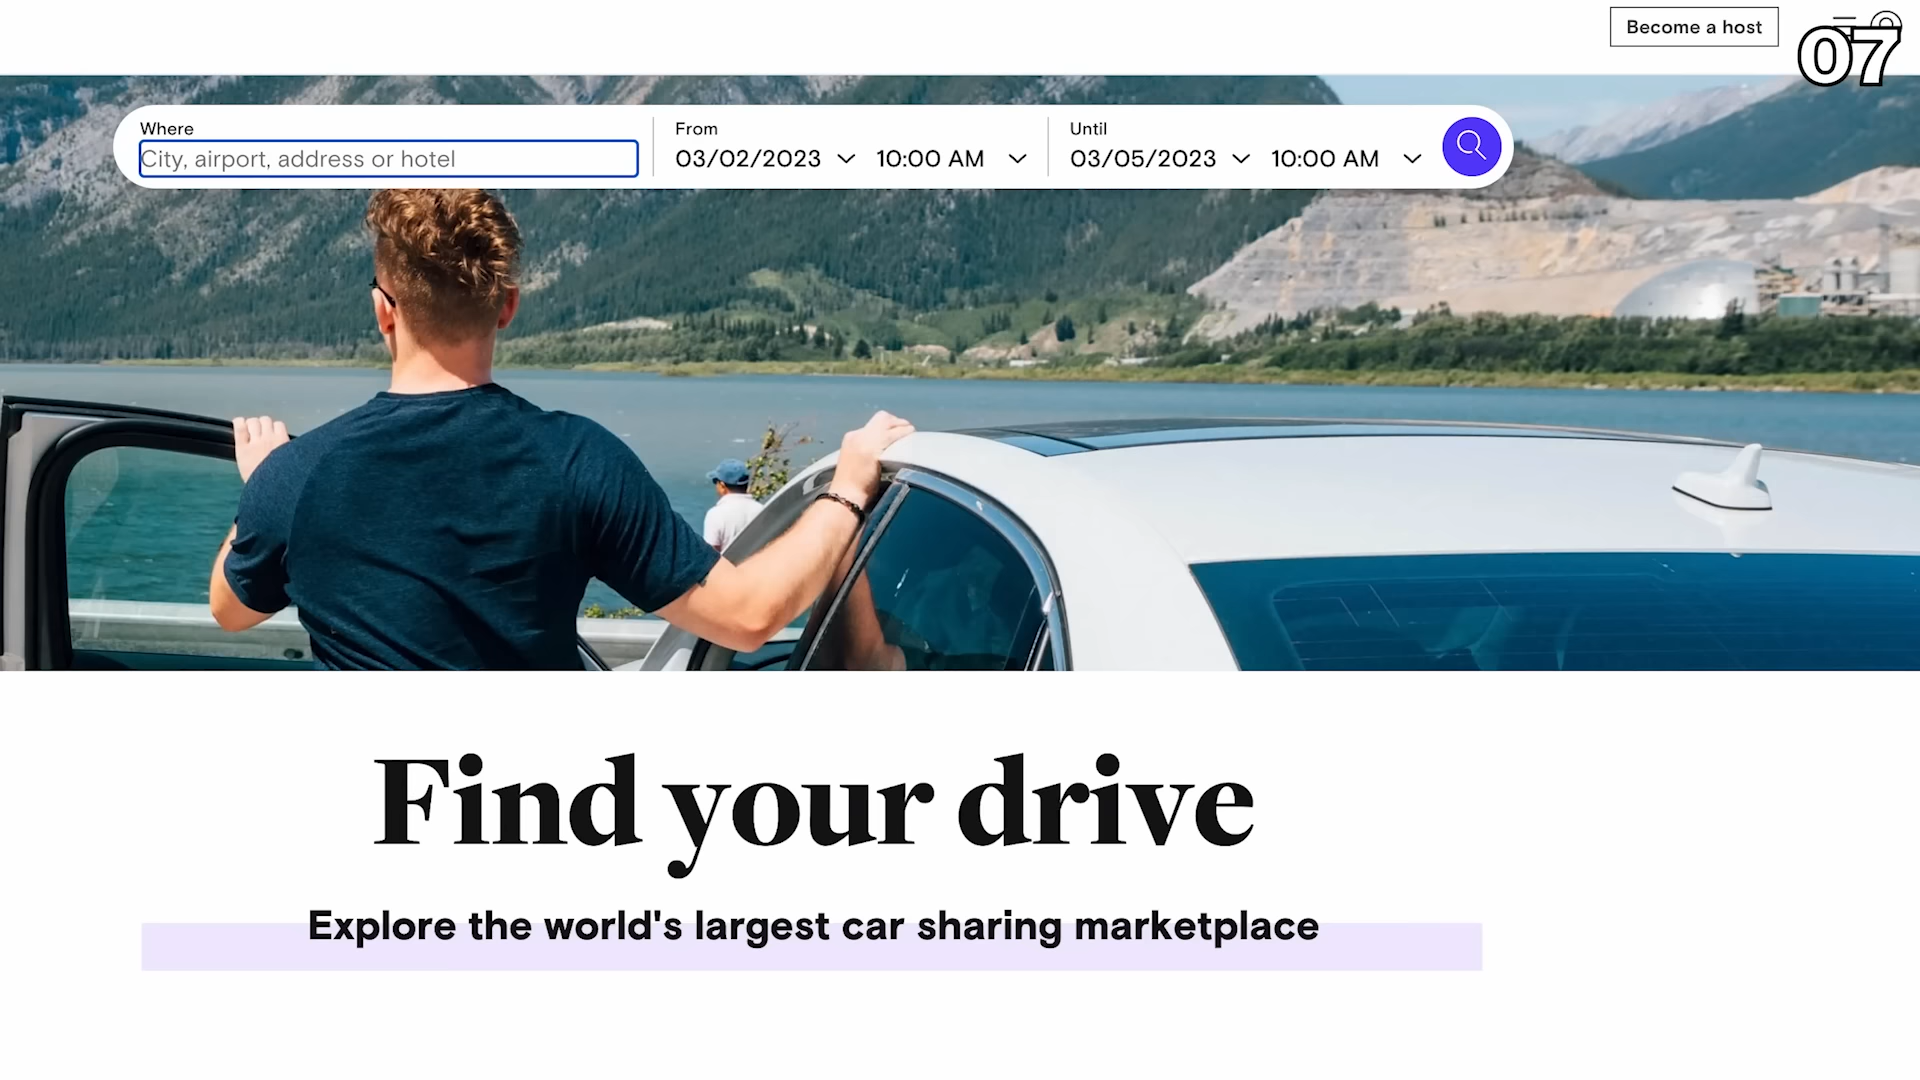 Become a host
07
Where
City, airport, address or hotel
From
03/02/2023 10:00 AM
Until
03/05/2023 10:00 AM
Find your drive
Explore the world's largest car sharing marketplace